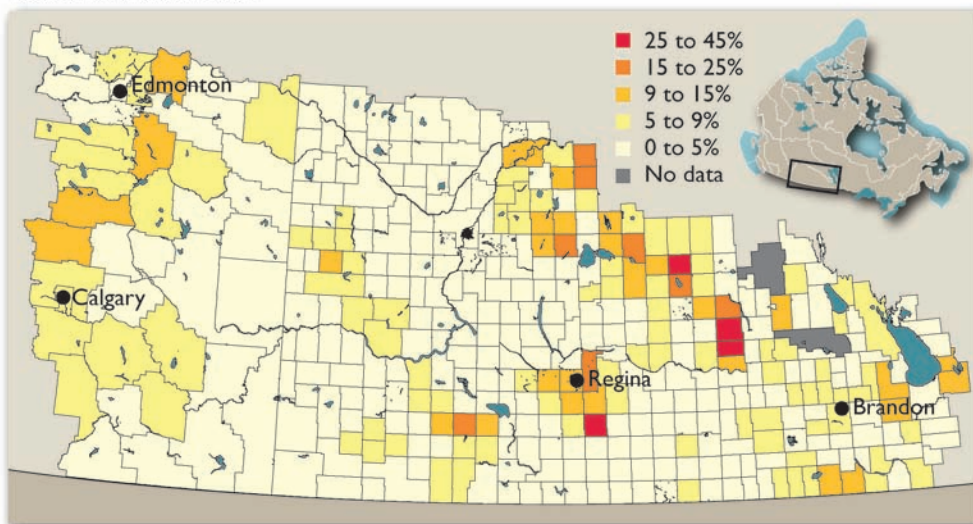 25 to 45%
15 to 25%
9 to 15%
5 to 9%
0 to 5%
No data
Edmonton
Calgary
Regina
Brandon